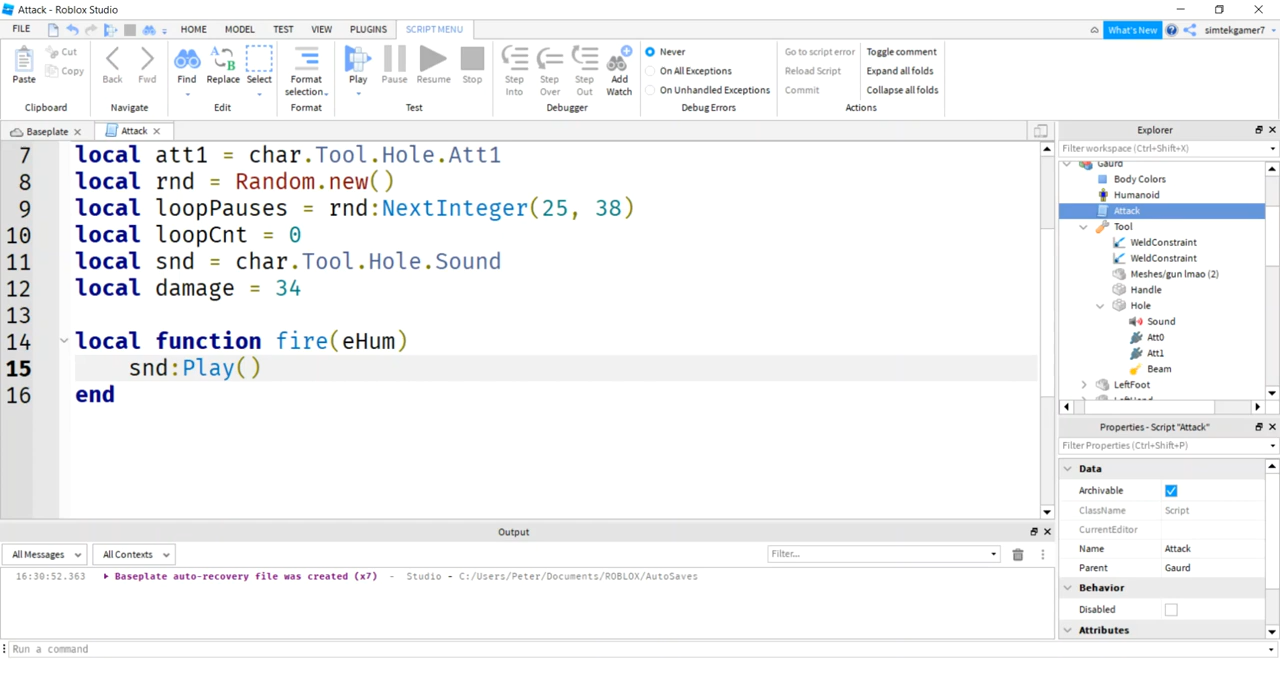 Attack - Roblox Studio
FILE HOME MODEL TEST VIEW PLUGINS SCRIPT MENU What's New simtekgamer7
Paste Cut Copy Back Fwd Find Replace Select Format selection Play Pause Resume Stop Step Into Step Over Step Out Add Watch
Never Go to script error Toggle comment
On All Exceptions Reload Script Expand all folds
On Unhandled Exceptions Commit Collapse all folds
Clipboard Navigate Edit Format Test Debugger Debug Errors Actions
Baseplate Attack
7 local att1 = char.Tool.Hole.Att1
8 local rnd = Random.new()
9 local loopPauses = rnd:NextInteger(25, 38)
10 local loopCnt = 0
11 local snd = char.Tool.Hole.Sound
12 local damage = 34
13
14 local function fire(eHum)
15 snd:Play()
16 end
Explorer
Filter workspace (Ctrl+Shift+X)
Gaurd
Body Colors
Humanoid
Attack
Tool
WeldConstraint
WeldConstraint
Meshes/gun lmao (2)
Handle
Hole
Sound
Att0
Att1
Beam
LeftFoot
Properties - Script "Attack"
Filter Properties (Ctrl+Shift+P)
Data
Archivable
ClassName Script
CurrentEditor
Name Attack
Parent Gaurd
Behavior
Disabled
Attributes
Output
All Messages All Contexts Filter...
16:30:52.363 Baseplate auto-recovery file was created (x7) - Studio - C:/Users/Peter/Documents/ROBLOX/AutoSaves
Run a command